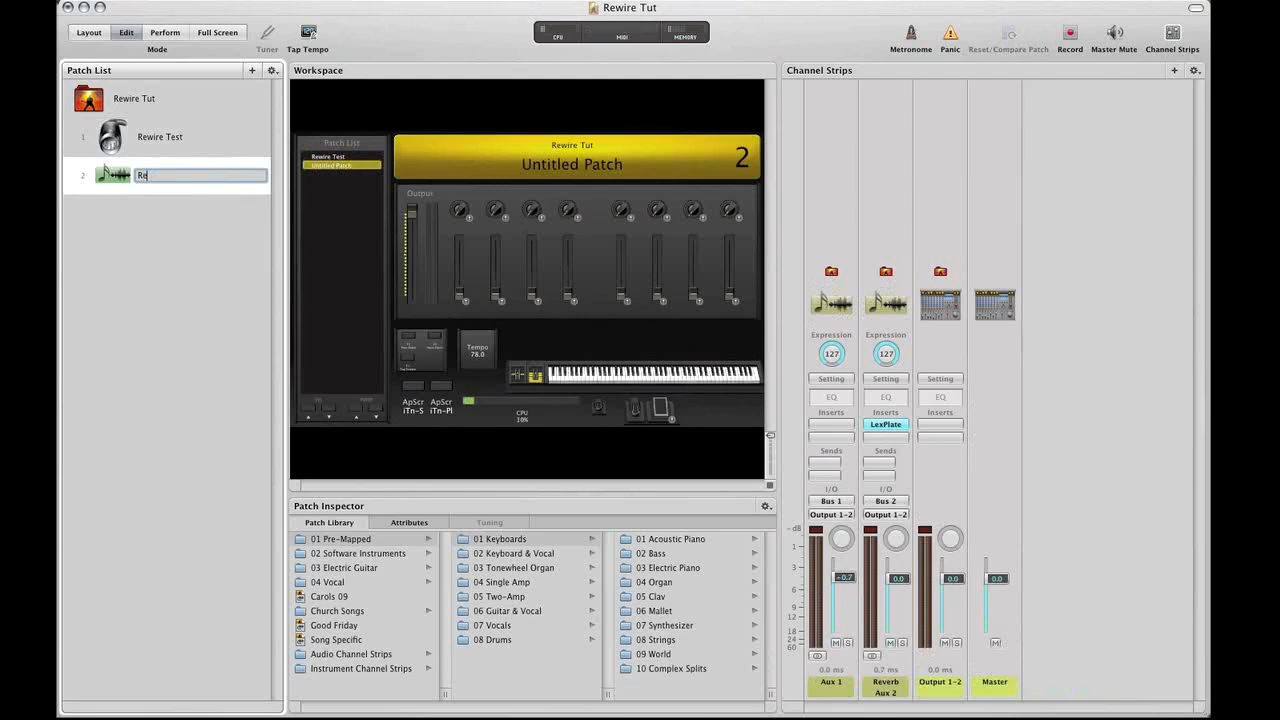 Rewire Tut
Layout Edit Perform Full Screen
Mode Tuner Tap Tempo
CPU MIDI MEMORY
Metronome Panic Reset/Compare Patch Record Master Mute Channel Strips
Patch List
Rewire Tut
1 Rewire Test
2 Re
Workspace
Patch List
Rewire Test
Untitled Patch
Rewire Tut
Untitled Patch 2
Output
Tempo
78.0
ApScr ApScr
iTn-S iTn-Pl
CPU
10%
Patch Inspector
Patch Library Attributes Tuning
01 Pre-Mapped 01 Keyboards 01 Acoustic Piano
02 Software Instruments 02 Keyboard & Vocal 02 Bass
03 Electric Guitar 03 Tonewheel Organ 03 Electric Piano
04 Vocal 04 Single Amp 04 Organ
Carols 09 05 Two-Amp 05 Clav
Church Songs 06 Guitar & Vocal 06 Mallet
Good Friday 07 Vocals 07 Synthesizer
Song Specific 08 Drums 08 Strings
Audio Channel Strips 09 World
Instrument Channel Strips 10 Complex Splits
Channel Strips
Expression Expression
127 127
Setting Setting Setting
EQ EQ EQ
Inserts Inserts Inserts
LexPlate
Sends Sends
I/O I/O
Bus 1 Bus 2
Output 1-2 Output 1-2
- dB
1
3
6
9
12
18
24
60
-0.7 0.0 0.0 0.0
M S M S M S M
0.0 ms 0.7 ms 0.0 ms
Aux 1 Reverb Output 1-2 Master
Aux 2